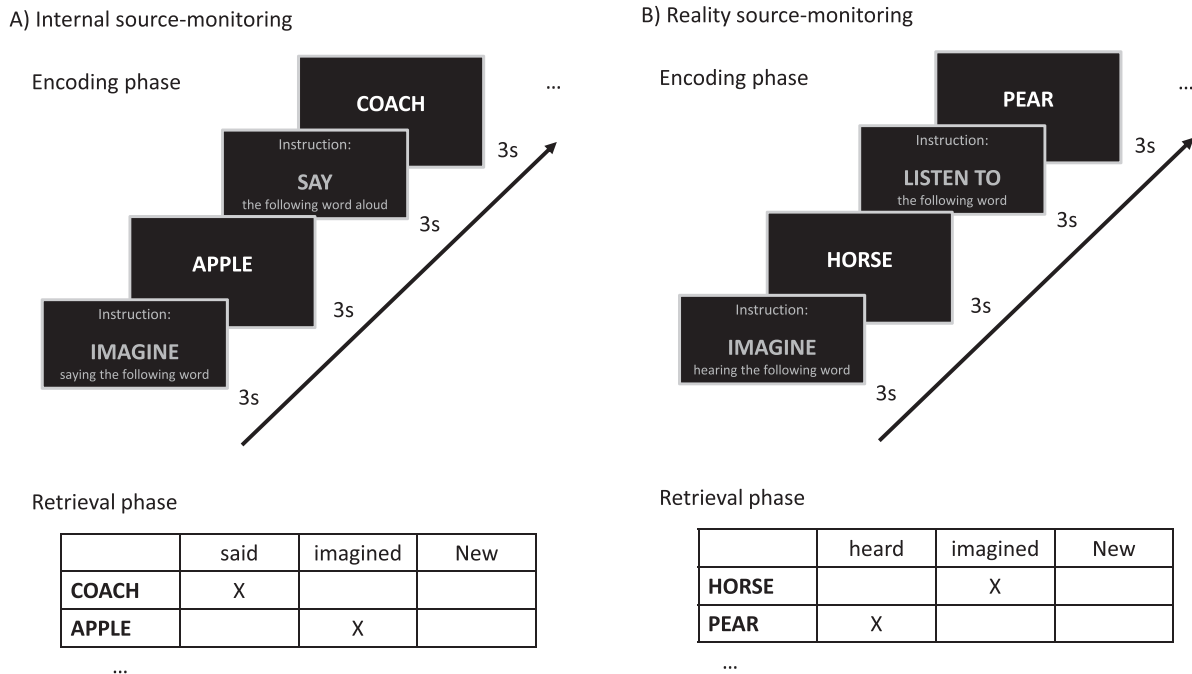 A) Internal source-monitoring
Encoding phase
COACH
...
3s
Instruction:
SAY
the following word aloud
3s
APPLE
3s
Instruction:
IMAGINE
saying the following word
3s
Retrieval phase
said imagined New
COACH X
APPLE X
...
B) Reality source-monitoring
Encoding phase
PEAR
...
3s
Instruction:
LISTEN TO
the following word
3s
HORSE
3s
Instruction:
IMAGINE
hearing the following word
3s
Retrieval phase
heard imagined New
HORSE X
PEAR X
...